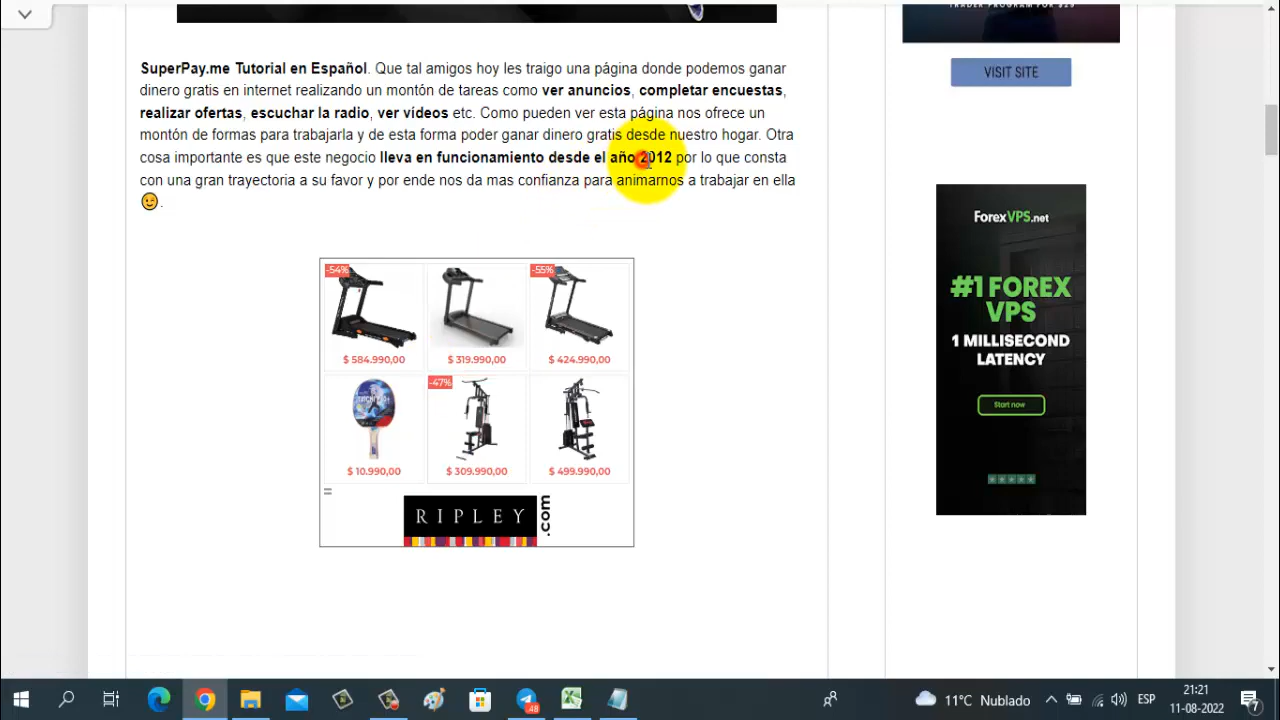 TRADER PROGRAM FOR $25
VISIT SITE
SuperPay.me Tutorial en Español. Que tal amigos hoy les traigo una página donde podemos ganar
dinero gratis en internet realizando un montón de tareas como ver anuncios, completar encuestas,
realizar ofertas, escuchar la radio, ver vídeos etc. Como pueden ver esta página nos ofrece un
montón de formas para trabajarla y de esta forma poder ganar dinero gratis desde nuestro hogar. Otra
cosa importante es que este negocio lleva en funcionamiento desde el año 2012 por lo que consta
con una gran trayectoria a su favor y por ende nos da mas confianza para animarnos a trabajar en ella
.
-54%
-55%
$ 584.990,00
$ 319.990,00
$ 424.990,00
-47%
$ 10.990,00
$ 309.990,00
$ 499.990,00
RIPLEY
.com
ForexVPS.net
#1 FOREX
VPS
1 MILLISECOND
LATENCY
Start now
48
11°C Nublado
ESP
21:21
11-08-2022
7